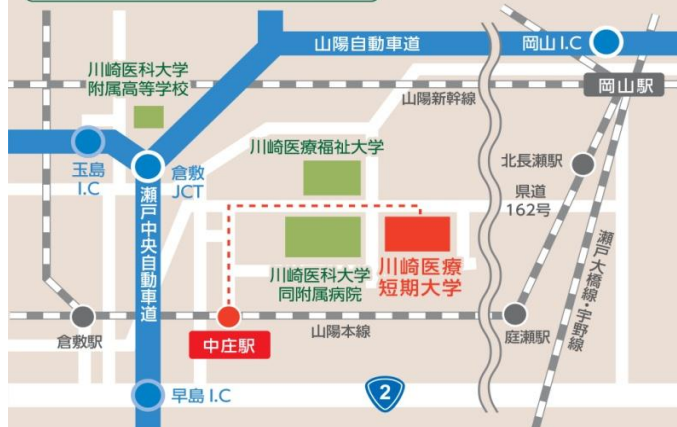 山陽自動車道
岡山 I.C
川崎医科大学
附属高等学校
山陽新幹線
岡山駅
川崎医療福祉大学
玉島
I.C
倉敷
JCT
北長瀬駅
県道
162号
瀬戸中央自動車道
川崎医科大学
同附属病院
川崎医療
短期大学
瀬戸大橋線・宇野線
倉敷駅
中庄駅
山陽本線
庭瀬駅
早島 I.C
2